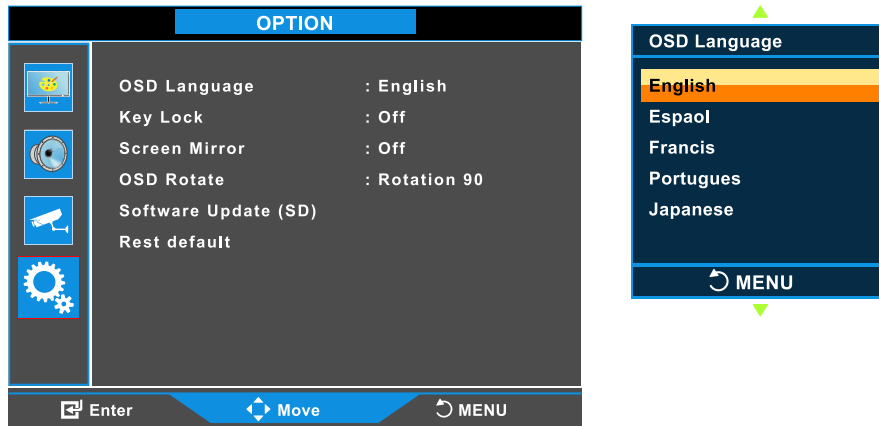 OPTION
OSD Language : English
Key Lock : Off
Screen Mirror : Off
OSD Rotate : Rotation 90
Software Update (SD)
Rest default
Enter Move MENU
OSD Language
English
Espaol
Francis
Portugues
Japanese
MENU